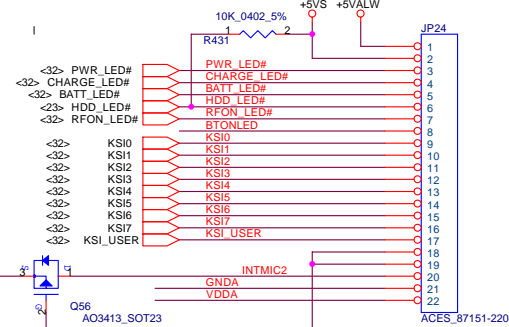 +5VS +5VALW
10K_0402_5%
JP24
1 2
R431
1
2
<32> PWR_LED# PWR_LED# 3
<32> CHARGE_LED# CHARGE_LED# 4
<32> BATT_LED# BATT_LED# 5
<23> HDD_LED# HDD_LED# 6
<32> RFON_LED# RFON_LED# 7
BTONLED 8
<32> KSI0 KSI0 9
<32> KSI1 KSI1 10
<32> KSI2 KSI2 11
<32> KSI3 KSI3 12
<32> KSI4 KSI4 13
<32> KSI5 KSI5 14
<32> KSI6 KSI6 15
<32> KSI7 KSI7 16
<32> KSI_USER KSI_USER 17
18
19
3 S D 1 INTMIC2 20
GNDA 21
G 2 Q56 VDDA 22
AO3413_SOT23 ACES_87151-220